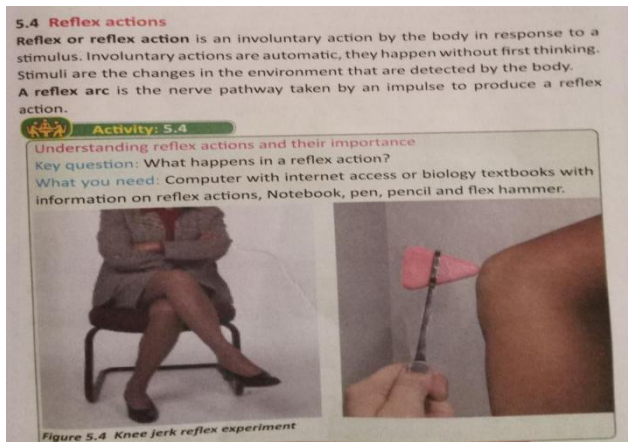 5.4 Reflex actions
Reflex or reflex action is an involuntary action by the body in response to a
stimulus. Involuntary actions are automatic, they happen without first thinking.
Stimuli are the changes in the environment that are detected by the body.
A reflex arc is the nerve pathway taken by an impulse to produce a reflex
action.
Activity: 5.4
Understanding reflex actions and their importance
Key question: What happens in a reflex action?
What you need: Computer with internet access or biology textbooks with
information on reflex actions, Notebook, pen, pencil and flex hammer.
Figure 5.4 Knee jerk reflex experiment